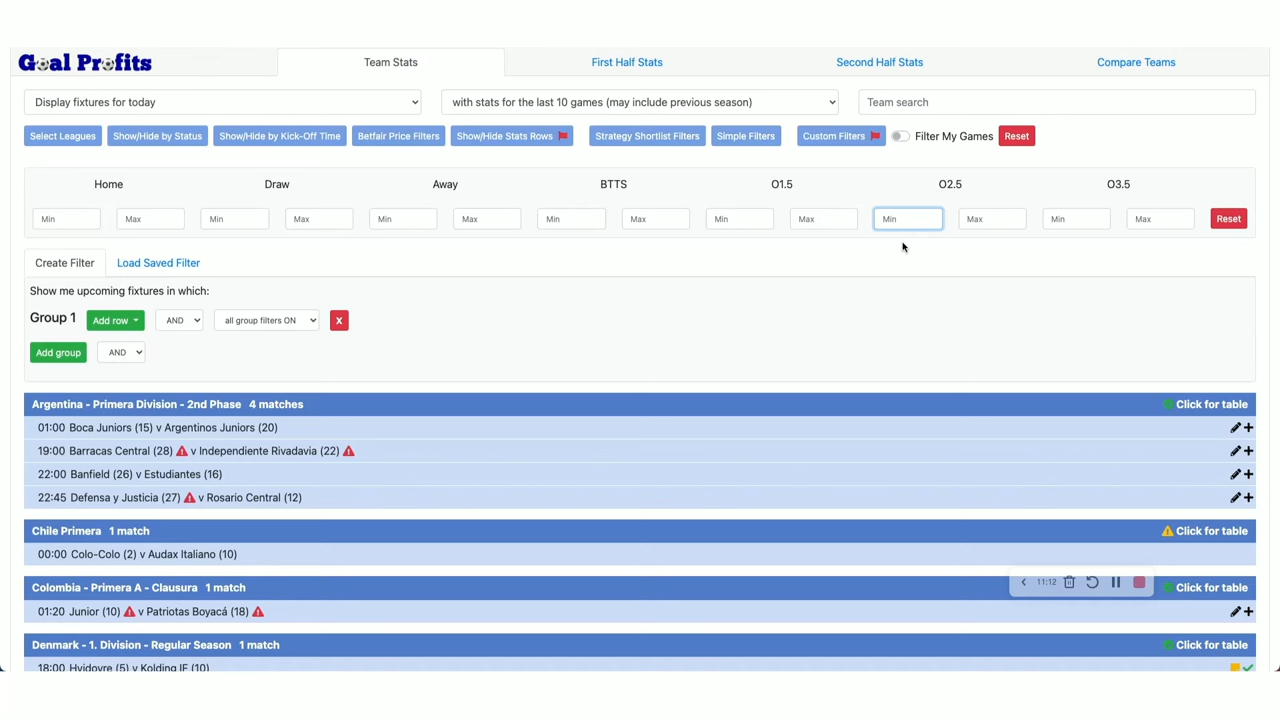 Goal Profits
Team Stats
First Half Stats
Second Half Stats
Compare Teams
Display fixtures for today
with stats for the last 10 games (may include previous season)
Team search
Select Leagues
Show/Hide by Status
Show/Hide by Kick-Off Time
Betfair Price Filters
Show/Hide Stats Rows
Strategy Shortlist Filters
Simple Filters
Custom Filters
Filter My Games
Reset
Home Draw Away BTTS O1.5 O2.5 O3.5
Min Max Min Max Min Max Min Max Min Max Min Max Min Max Reset
Create Filter
Load Saved Filter
Show me upcoming fixtures in which:
Group 1 Add row AND all group filters ON X
Add group AND
Argentina - Primera Division - 2nd Phase 4 matches Click for table
01:00 Boca Juniors (15) v Argentinos Juniors (20)
19:00 Barracas Central (28) v Independiente Rivadavia (22)
22:00 Banfield (26) v Estudiantes (16)
22:45 Defensa y Justicia (27) v Rosario Central (12)
Chile Primera 1 match Click for table
00:00 Colo-Colo (2) v Audax Italiano (10)
11:12
Colombia - Primera A - Clausura 1 match Click for table
01:20 Junior (10) v Patriotas Boyacá (18)
Denmark - 1. Division - Regular Season 1 match Click for table
18:00 Hvidovre (5) v Kolding IF (10)